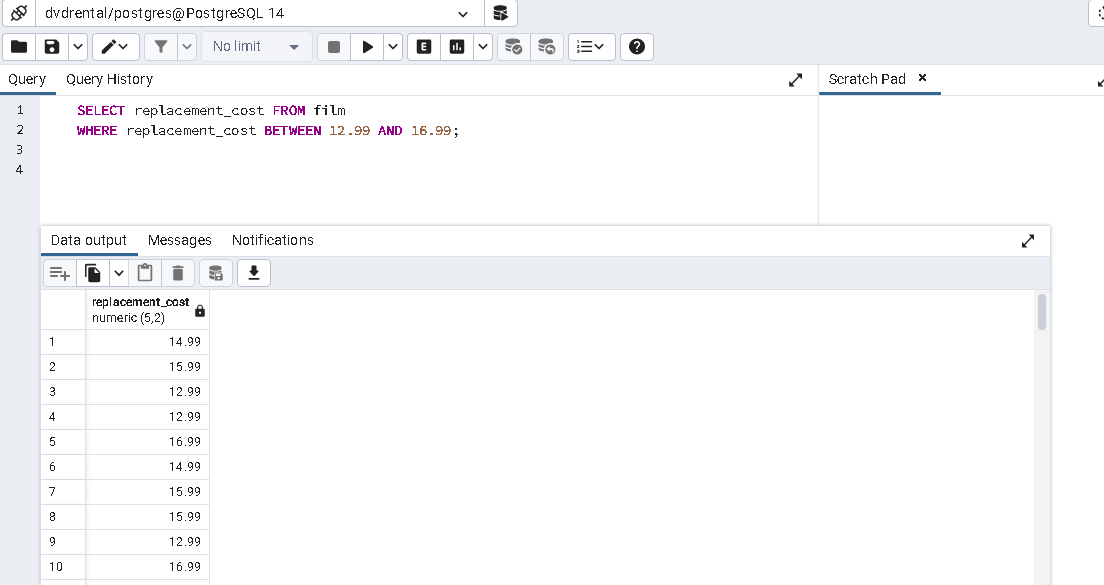 dvdrental/postgres@PostgreSQL 14
No limit
E
Query Query History
Scratch Pad
1 SELECT replacement_cost FROM film
2 WHERE replacement_cost BETWEEN 12.99 AND 16.99;
3
4
Data output Messages Notifications
replacement_cost
numeric (5,2)
1 14.99
2 15.99
3 12.99
4 12.99
5 16.99
6 14.99
7 15.99
8 15.99
9 12.99
10 16.99